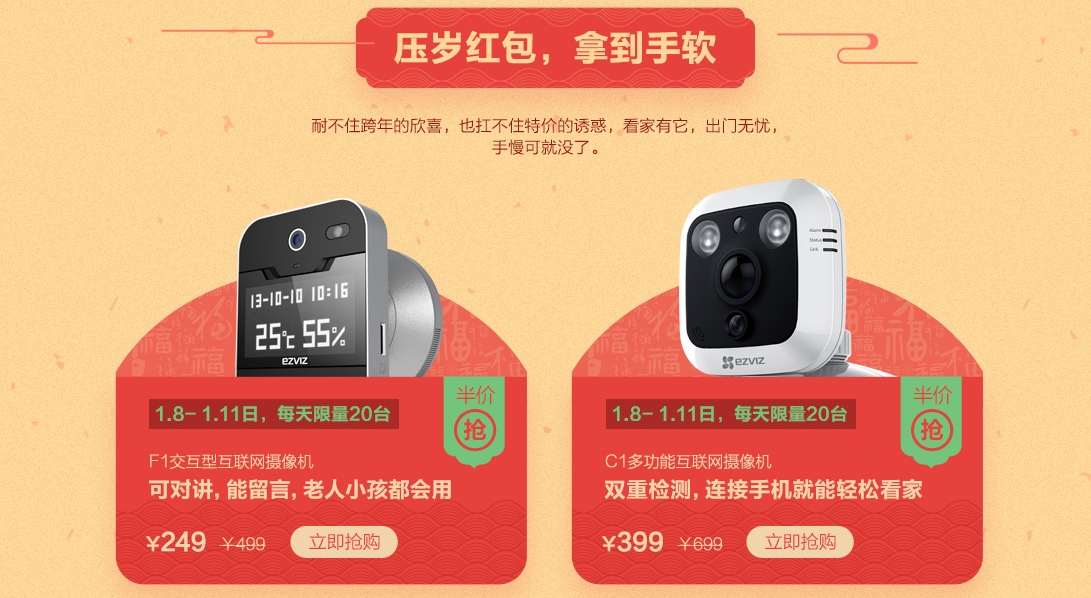 压岁红包，拿到手软
耐不住跨年的欣喜，也扛不住特价的诱惑，看家有它，出门无忧，
手慢可就没了。
13-10-10 10:16
25℃ 55%
ezviz
Alarm
Status
Link
ezviz
半价
抢
1.8- 1.11日，每天限量20台
F1交互型互联网摄像机
可对讲, 能留言, 老人小孩都会用
¥249 ¥499 立即抢购
半价
抢
1.8- 1.11日，每天限量20台
C1多功能互联网摄像机
双重检测, 连接手机就能轻松看家
¥399 ¥699 立即抢购